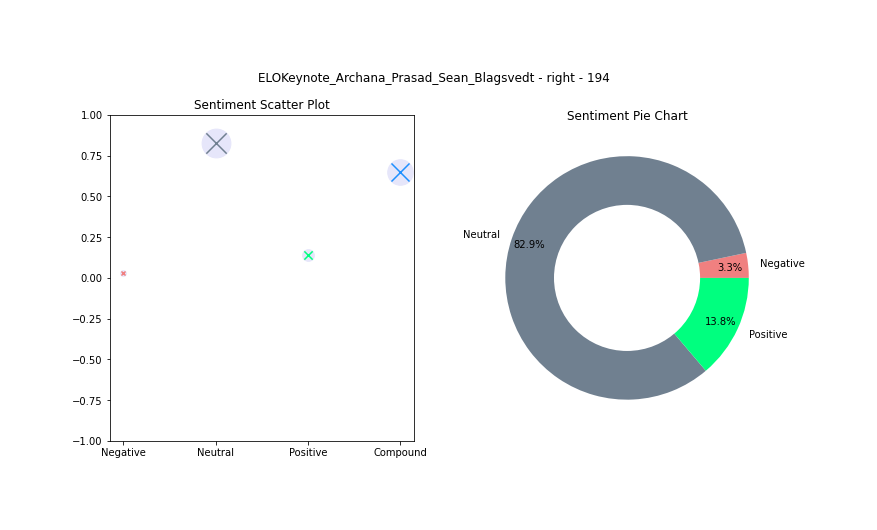 ELOKeynote_Archana_Prasad_Sean_Blagsvedt - right - 194
Sentiment Scatter Plot
1.00
0.75
0.50
0.25
0.00
−0.25
−0.50
−0.75
−1.00
Negative
Neutral
Positive
Compound
Sentiment Pie Chart
Neutral
82.9%
3.3%
Negative
13.8%
Positive